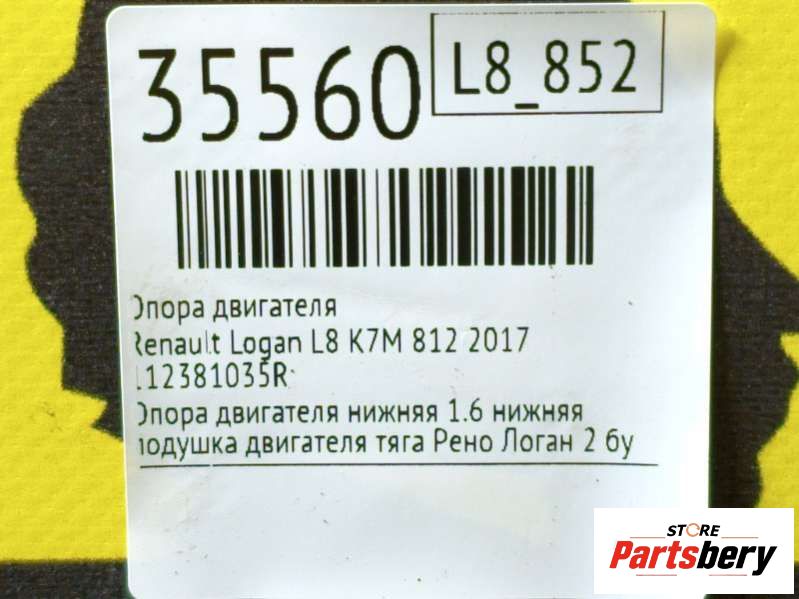 35560
L8_852
Опора двигателя
Renault Logan L8 K7M 812 2017
112381035R
Опора двигателя нижняя 1.6 нижняя
подушка двигателя тяга Рено Логан 2 бу
STORE
Partsbery